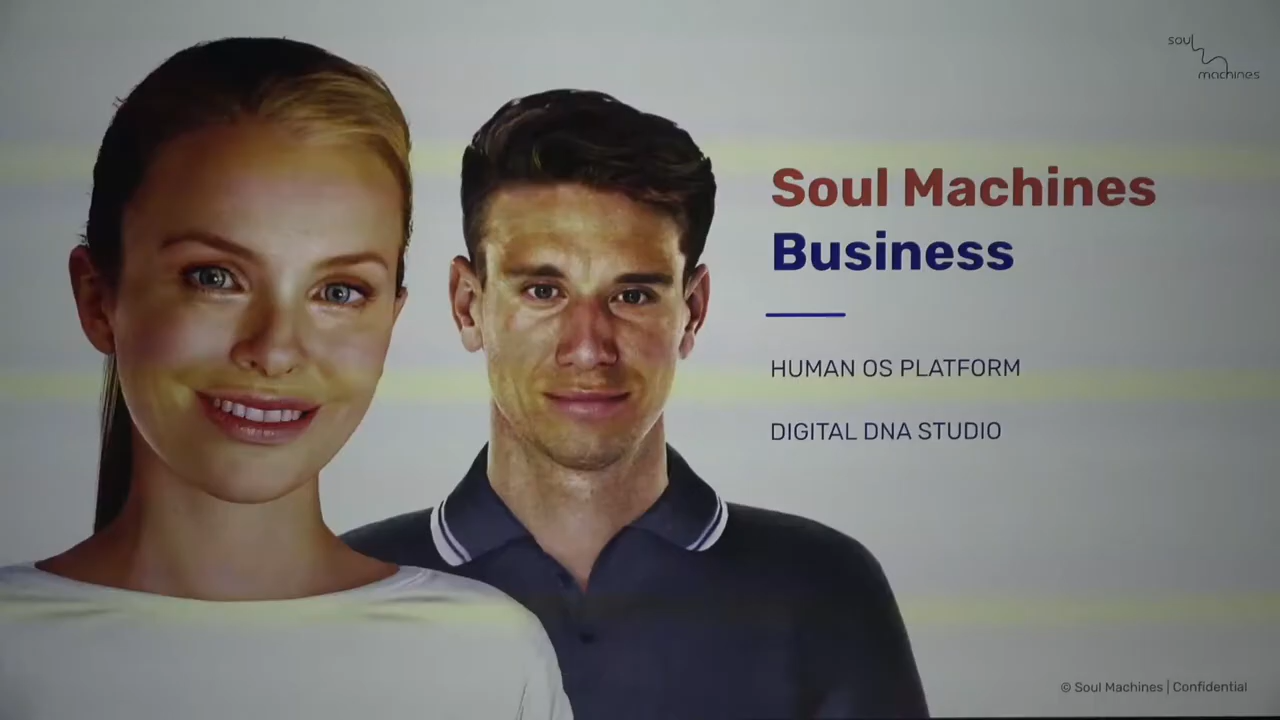 soul
machines
Soul Machines
Business
HUMAN OS PLATFORM
DIGITAL DNA STUDIO
© Soul Machines | Confidential